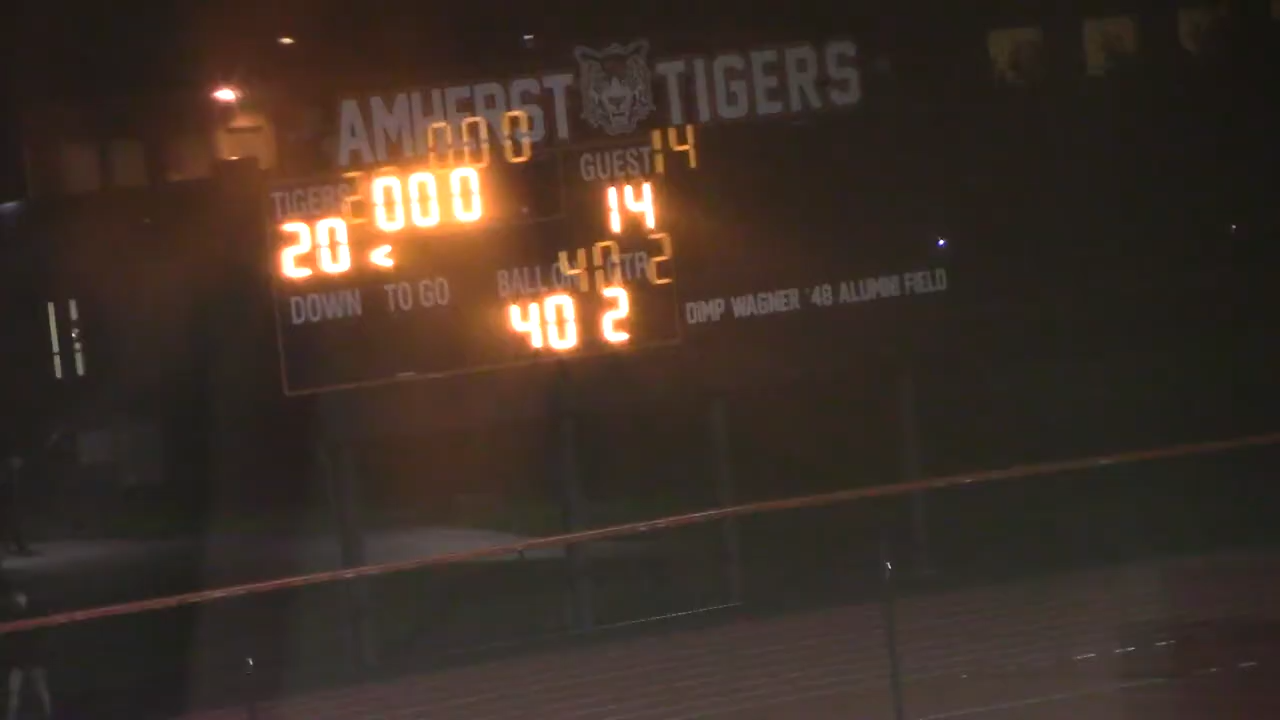 AMHERST TIGERS
TIGERS 000 GUEST
20 < 14
DOWN TO GO BALL ON QTR
40 2
DIMP WAGNER '48 ALUMNI FIELD